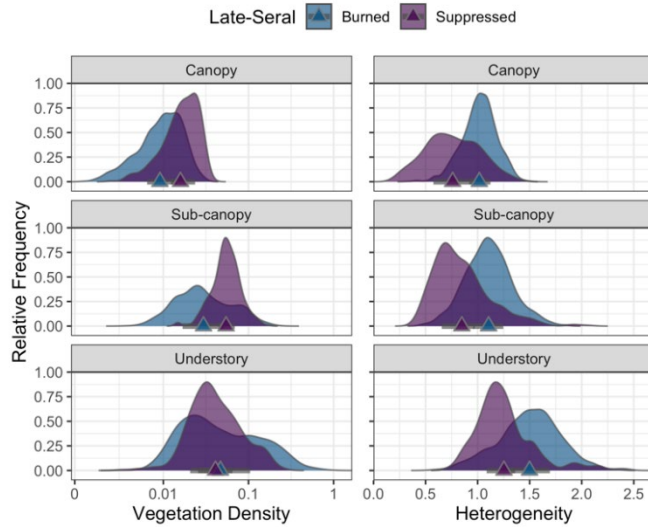 Late-Seral Burned Suppressed
Canopy Canopy
1.00
0.75
0.50
0.25
0.00
Sub-canopy Sub-canopy
1.00
0.75
0.50
0.25
0.00
Understory Understory
1.00
0.75
0.50
0.25
0.00
Relative Frequency
0 0.01 0.1 1 0.0 0.5 1.0 1.5 2.0 2.5
Vegetation Density Heterogeneity